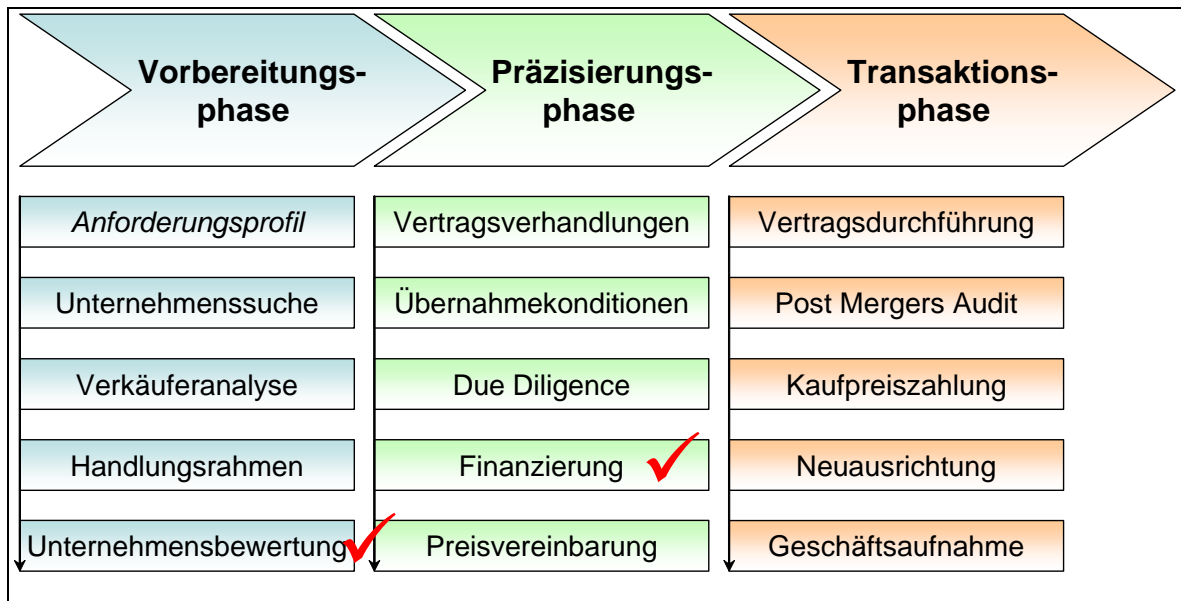 Vorbereitungs-
phase
Präzisierungs-
phase
Transaktions-
phase
Anforderungsprofil
Unternehmenssuche
Verkäuferanalyse
Handlungsrahmen
Unternehmensbewertung
Vertragsverhandlungen
Übernahmekonditionen
Due Diligence
Finanzierung
Preisvereinbarung
Vertragsdurchführung
Post Mergers Audit
Kaufpreiszahlung
Neuausrichtung
Geschäftsaufnahme